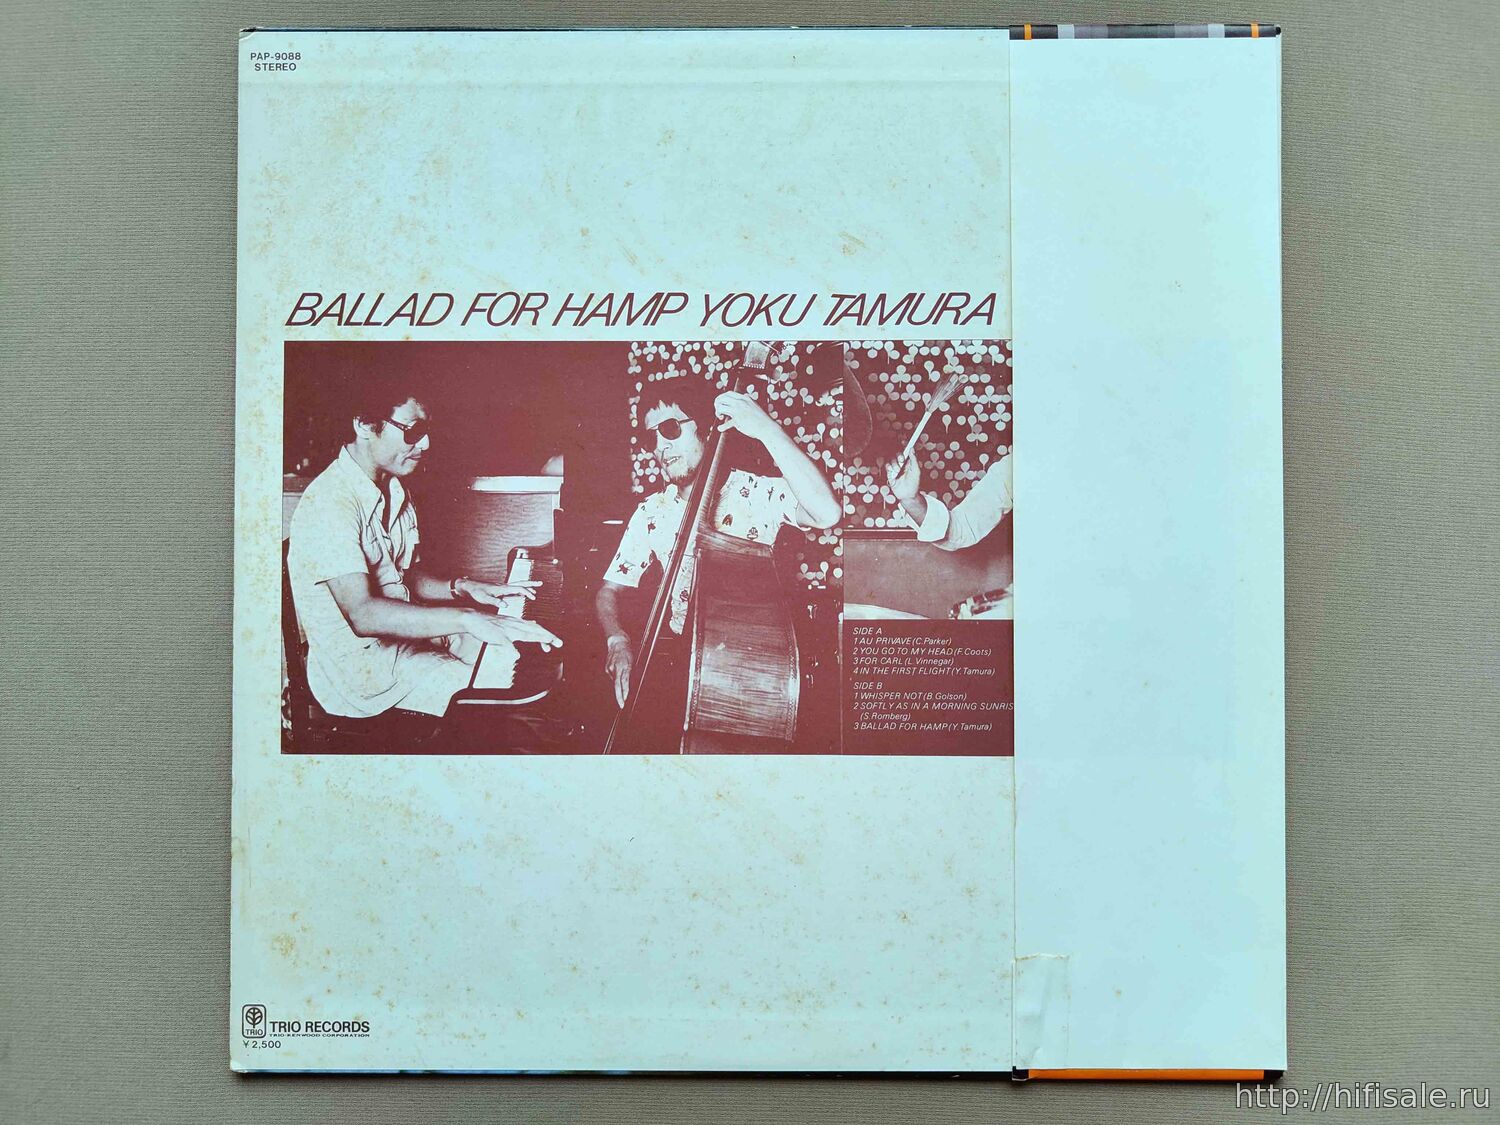 PAP-9088
STEREO
BALLAD FOR HAMP YOKU TAMURA
SIDE A
1 AU PRIVAVE (C.Parker)
2 YOU GO TO MY HEAD (F.Coots)
3 FOR CARL (L.Vinnegar)
4 IN THE FIRST FLIGHT (Y.Tamura)
SIDE B
1 WHISPER NOT (B.Golson)
2 SOFTLY AS IN A MORNING SUNRIS
(S.Romberg)
3 BALLAD FOR HAMP (Y.Tamura)
TRIO
TRIO RECORDS
TRIO-KENWOOD CORPORATION
¥2,500
http://hifisale.ru